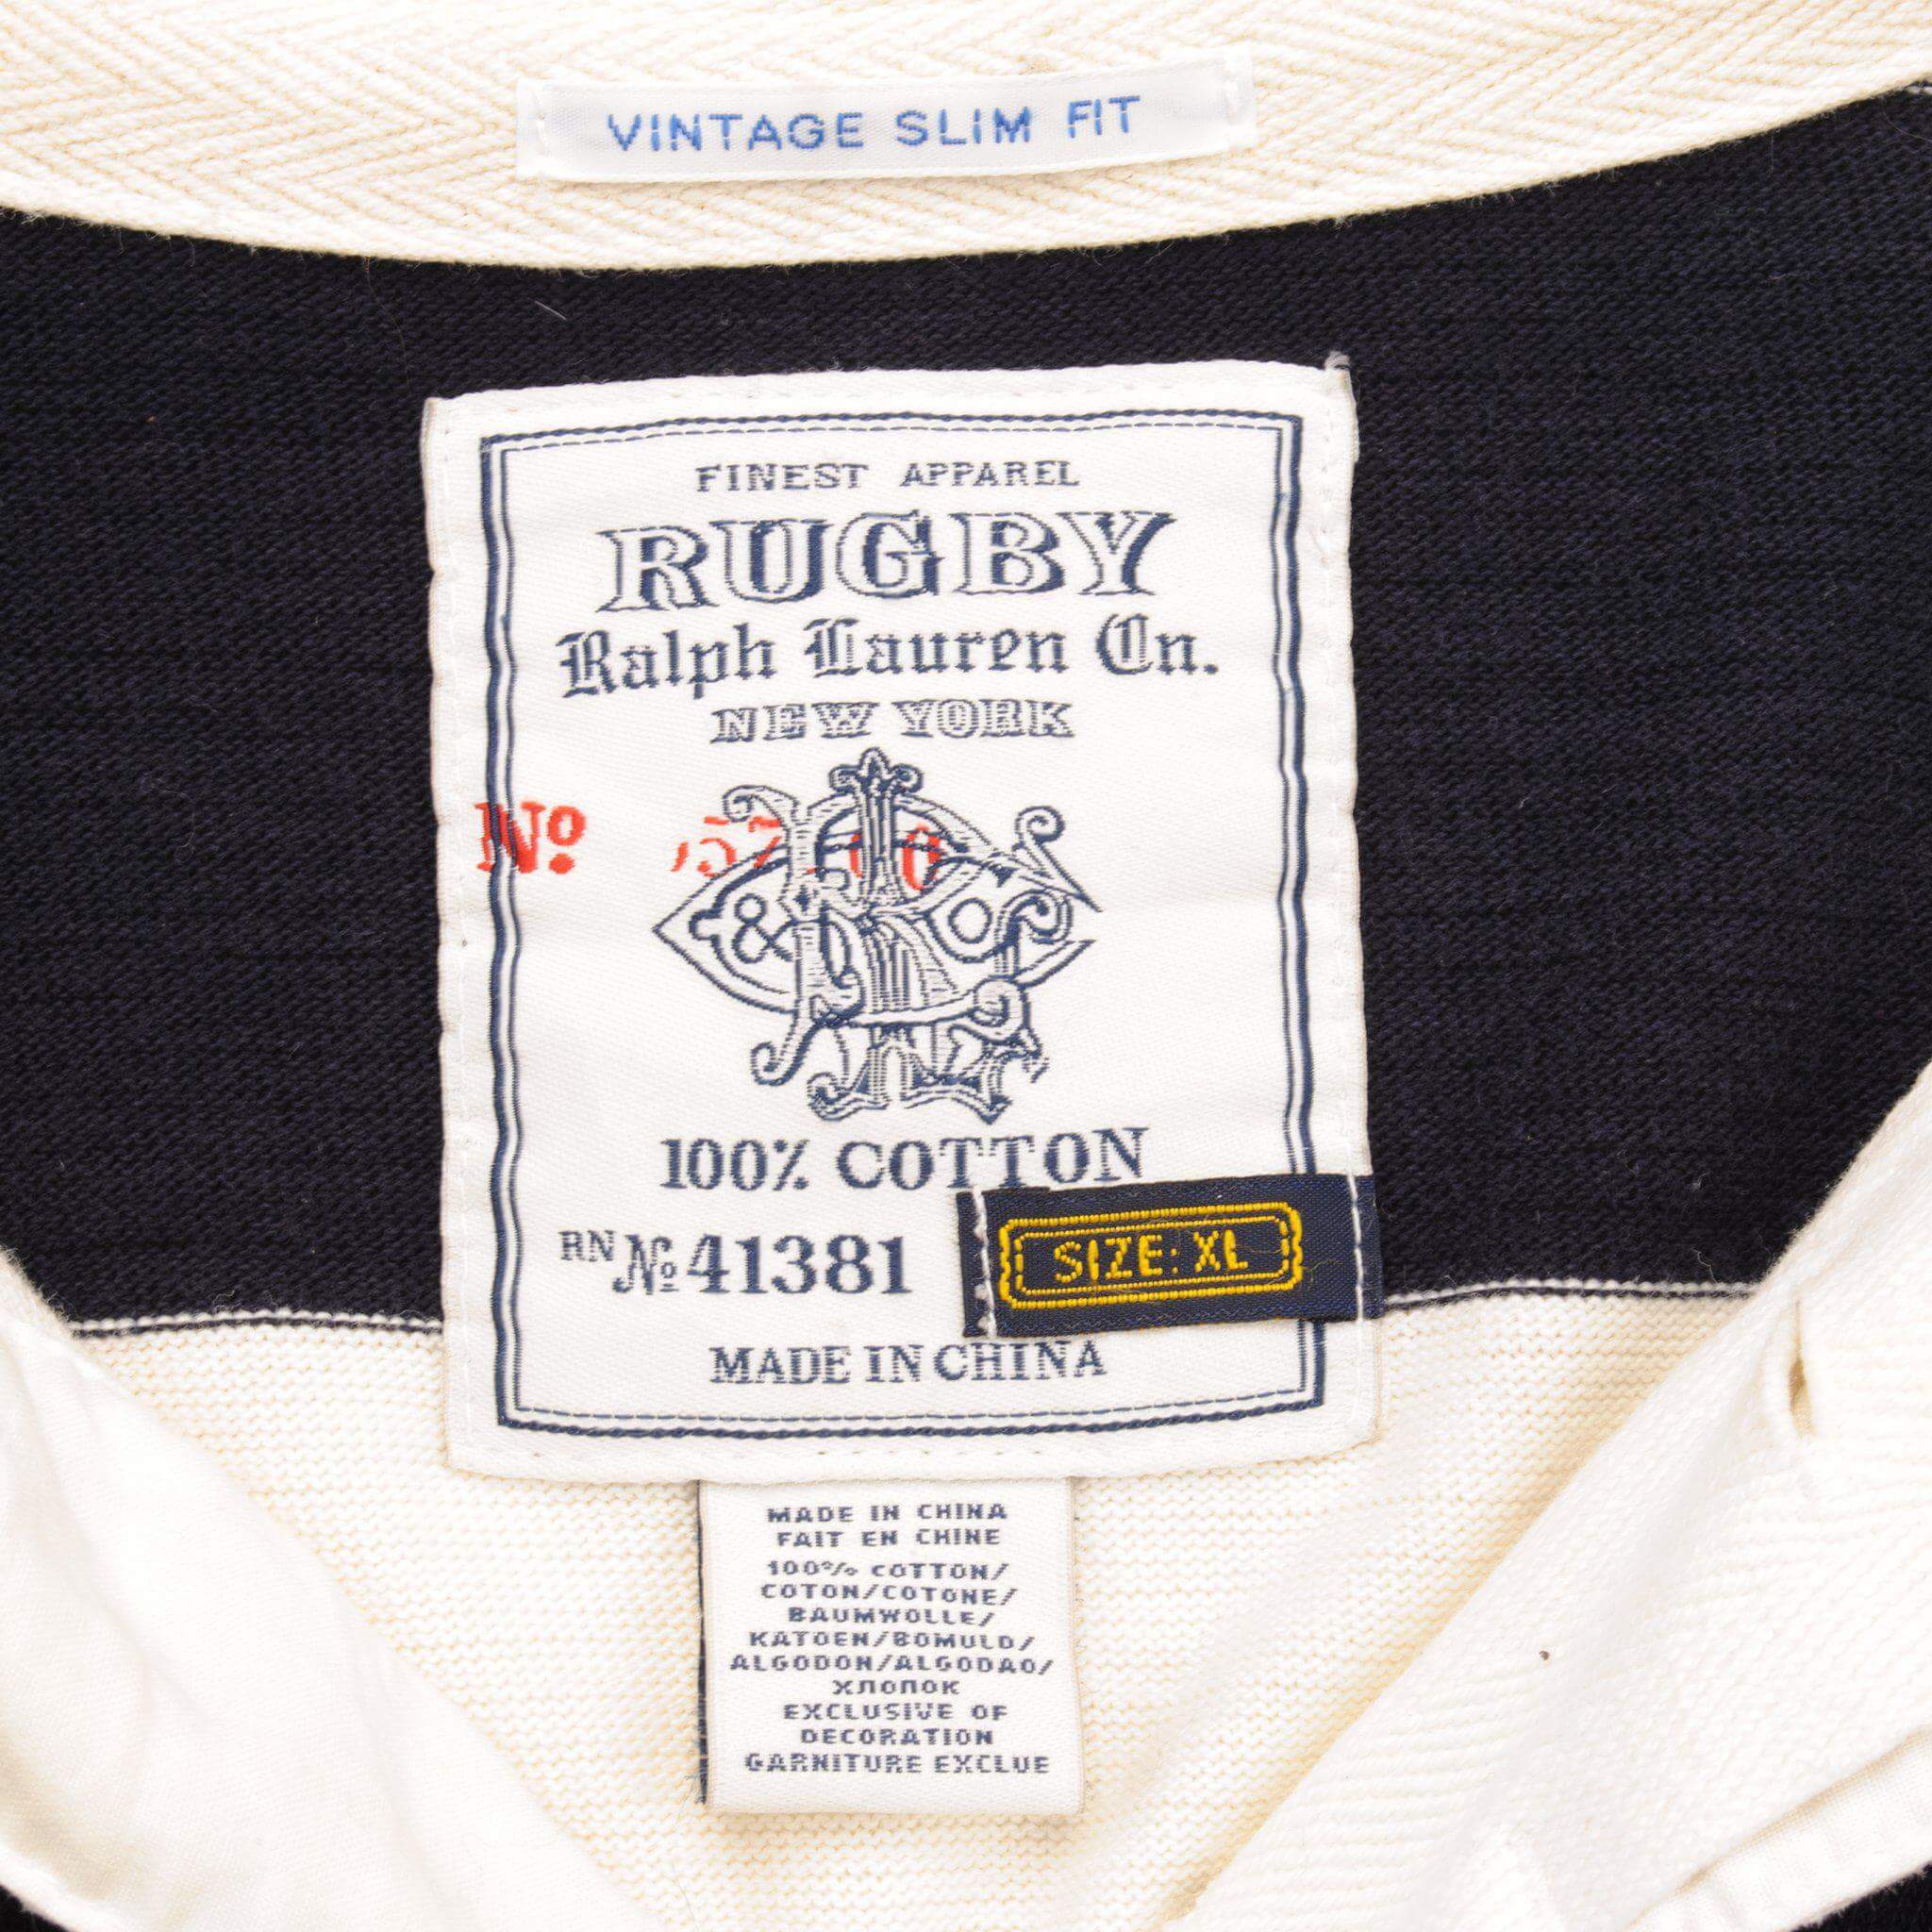 VINTAGE SLIM FIT
FINEST APPAREL
RUGBY
Ralph Lauren Co.
NEW YORK
No
&
100% COTTON
RN No 41381
SIZE: XL
MADE IN CHINA
MADE IN CHINA
FAIT EN CHINE
100% COTTON/
COTON/COTONE/
BAUMWOLLE/
KATOEN/BOMULD/
ALGODON/ALGODAO/
ХЛОПОК
EXCLUSIVE OF
DECORATION
GARNITURE EXCLUE